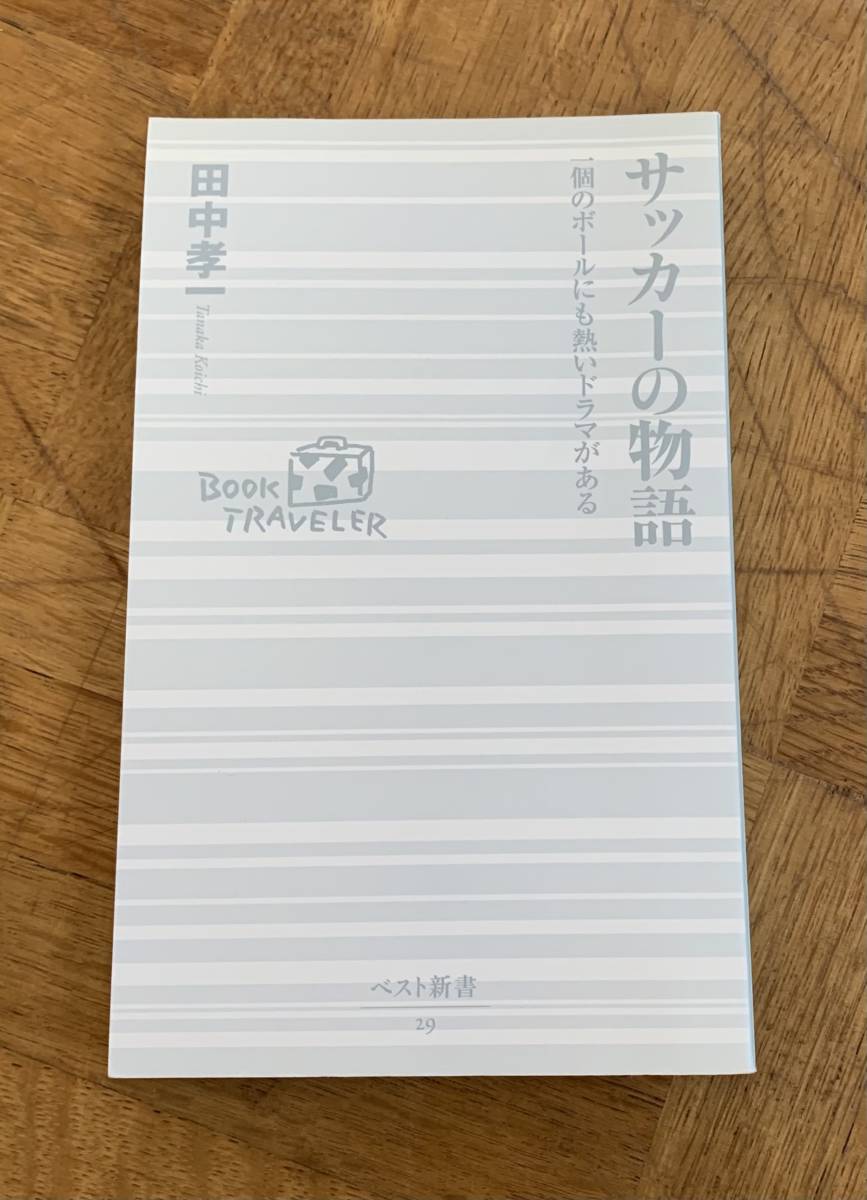 サッカーの物語
一個のボールにも熱いドラマがある
田中孝一
Tanaka Koichi
BOOK
TRAVELER
ベスト新書
29